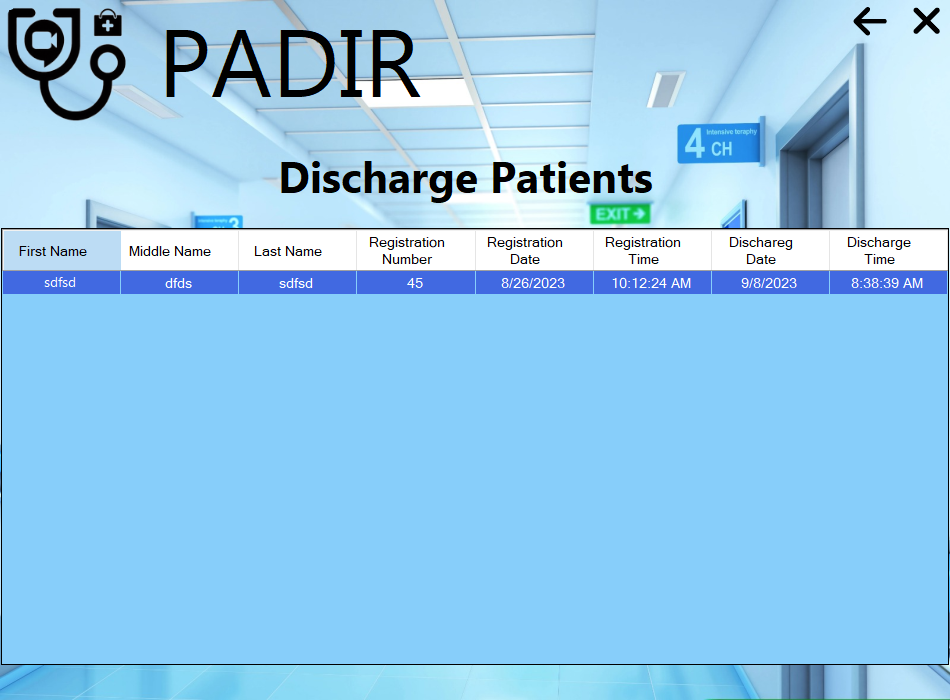 PADIR
Intensive teraphy
4 CH
Discharge Patients
EXIT
3
First Name Middle Name Last Name Registration Number Registration Date Registration Time Dischareg Date Discharge Time
sdfsd dfds sdfsd 45 8/26/2023 10:12:24 AM 9/8/2023 8:38:39 AM